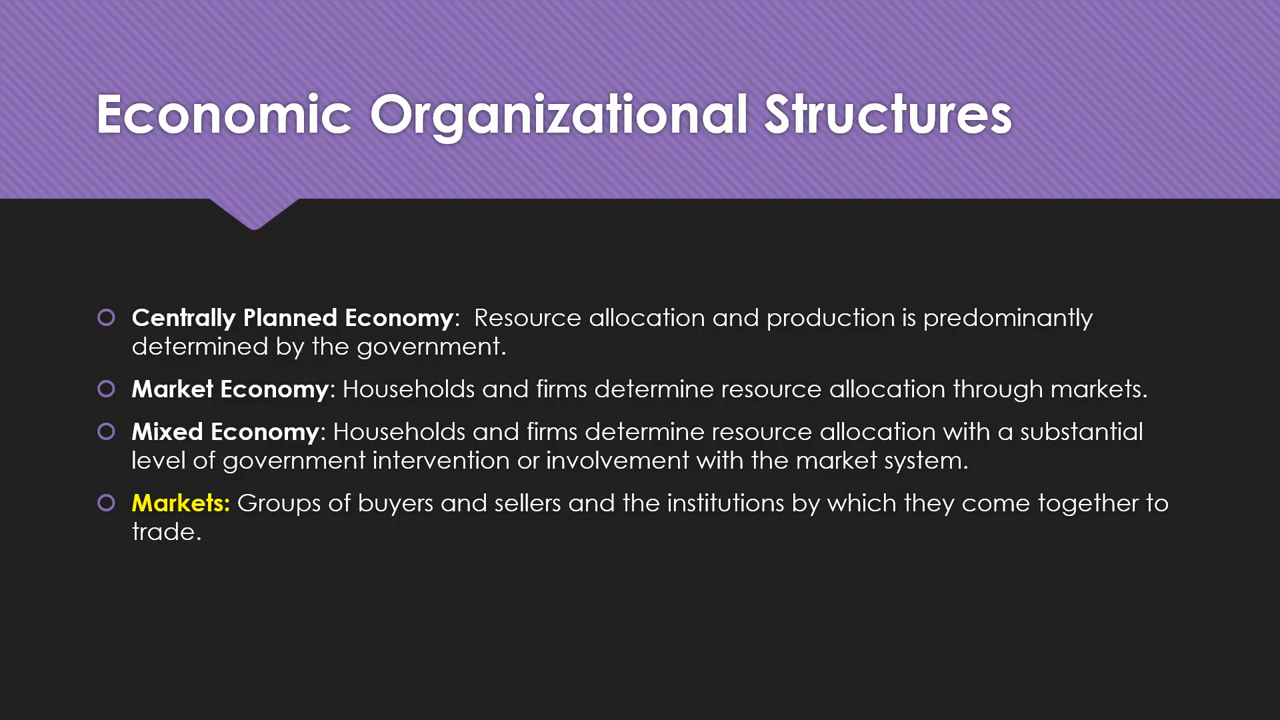 Economic Organizational Structures
Centrally Planned Economy:  Resource allocation and production is predominantly
determined by the government.
Market Economy: Households and firms determine resource allocation through markets.
Mixed Economy: Households and firms determine resource allocation with a substantial
level of government intervention or involvement with the market system.
Markets: Groups of buyers and sellers and the institutions by which they come together to
trade.